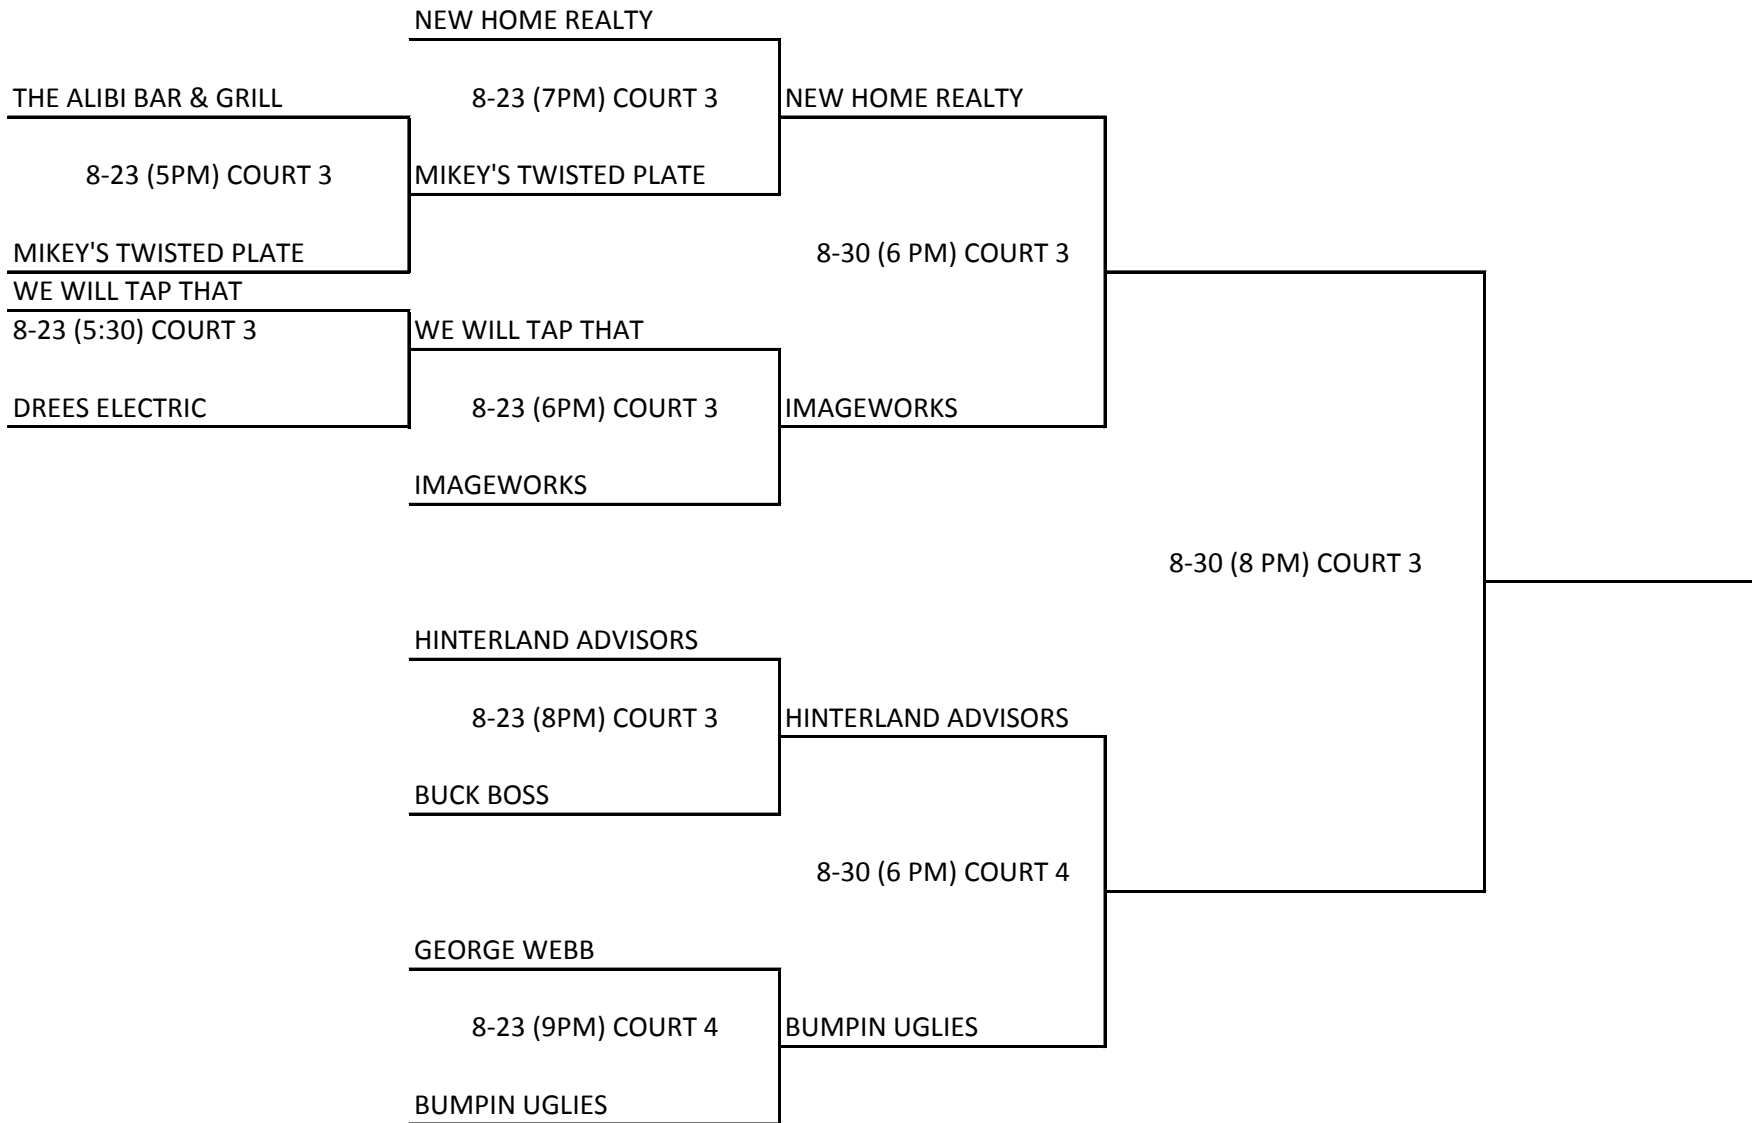 NEW HOME REALTY
THE ALIBI BAR & GRILL
8-23 (7PM) COURT 3
NEW HOME REALTY
8-23 (5PM) COURT 3
MIKEY'S TWISTED PLATE
MIKEY'S TWISTED PLATE
8-30 (6 PM) COURT 3
WE WILL TAP THAT
8-23 (5:30) COURT 3
WE WILL TAP THAT
DREES ELECTRIC
8-23 (6PM) COURT 3
IMAGEWORKS
IMAGEWORKS
8-30 (8 PM) COURT 3
HINTERLAND ADVISORS
8-23 (8PM) COURT 3
HINTERLAND ADVISORS
BUCK BOSS
8-30 (6 PM) COURT 4
GEORGE WEBB
8-23 (9PM) COURT 4
BUMPIN UGLIES
BUMPIN UGLIES